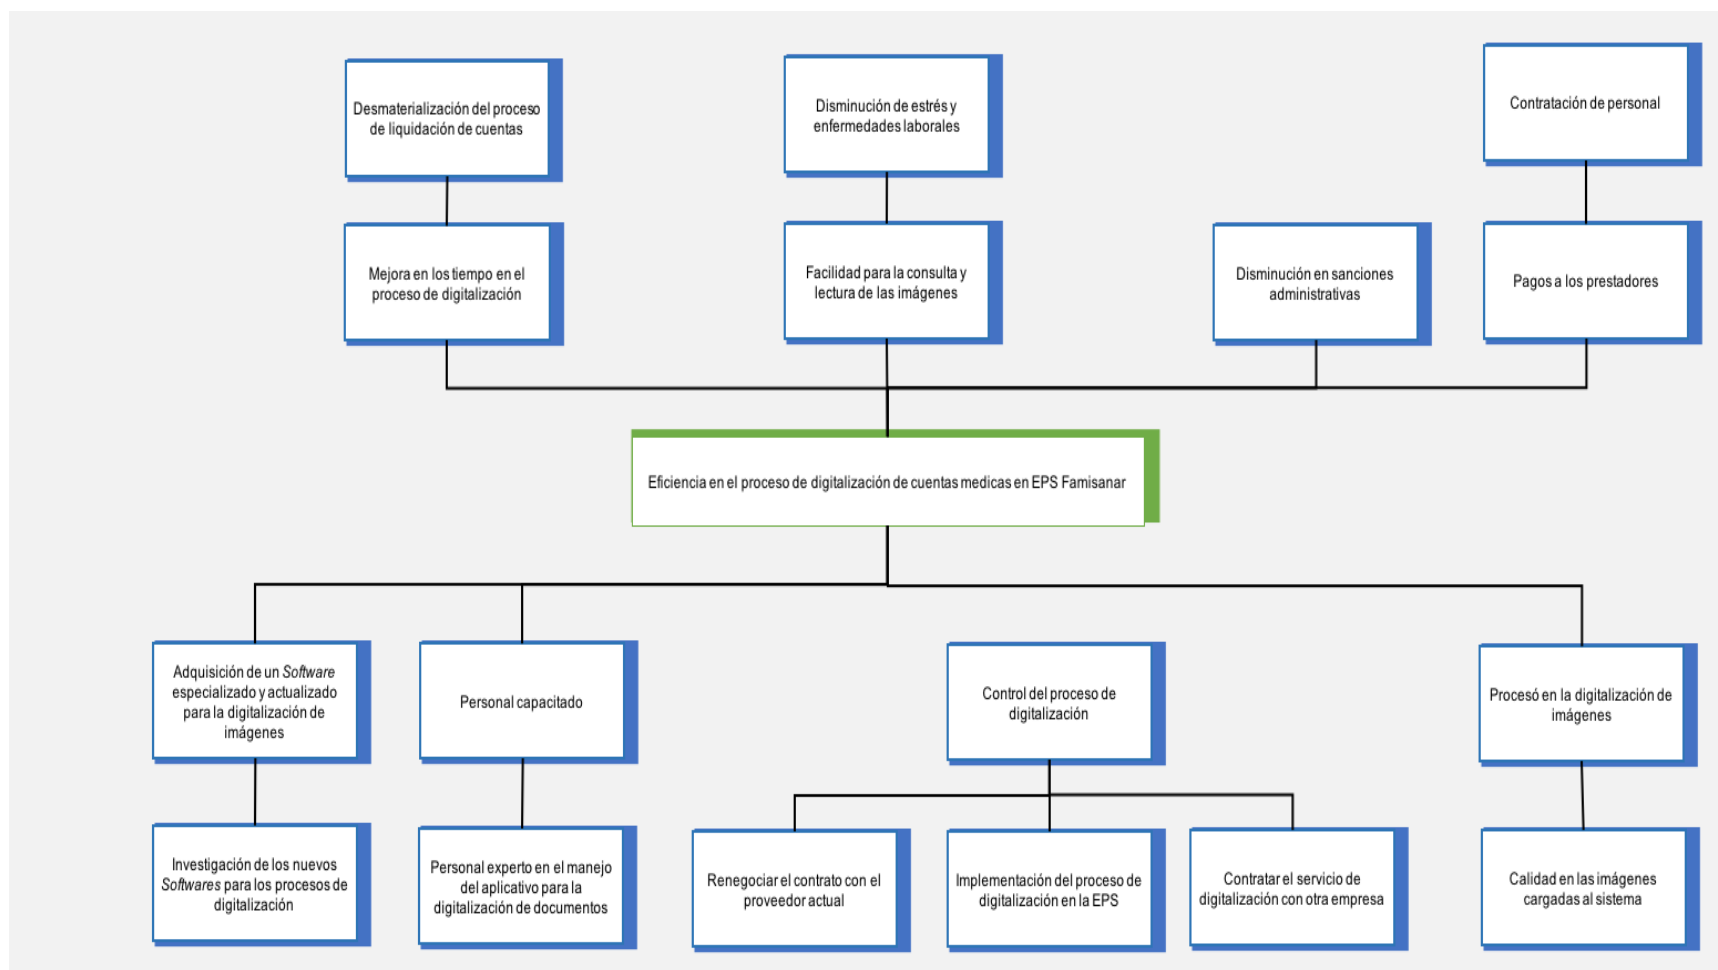 Desmaterialización del proceso
de liquidación de cuentas
Disminución de estrés y
enfermedades laborales
Contratación de personal
Mejora en los tiempo en el
proceso de digitalización
Facilidad para la consulta y
lectura de las imágenes
Disminución en sanciones
administrativas
Pagos a los prestadores
Eficiencia en el proceso de digitalización de cuentas medicas en EPS Famisanar
Adquisición de un Software
especializado y actualizado
para la digitalización de
imágenes
Personal capacitado
Control del proceso de
digitalización
Procesó en la digitalización de
imágenes
Investigación de los nuevos
Softwares para los procesos de
digitalización
Personal experto en el manejo
del aplicativo para la
digitalización de documentos
Renegociar el contrato con el
proveedor actual
Implementación del proceso de
digitalización en la EPS
Contratar el servicio de
digitalización con otra empresa
Calidad en las imágenes
cargadas al sistema